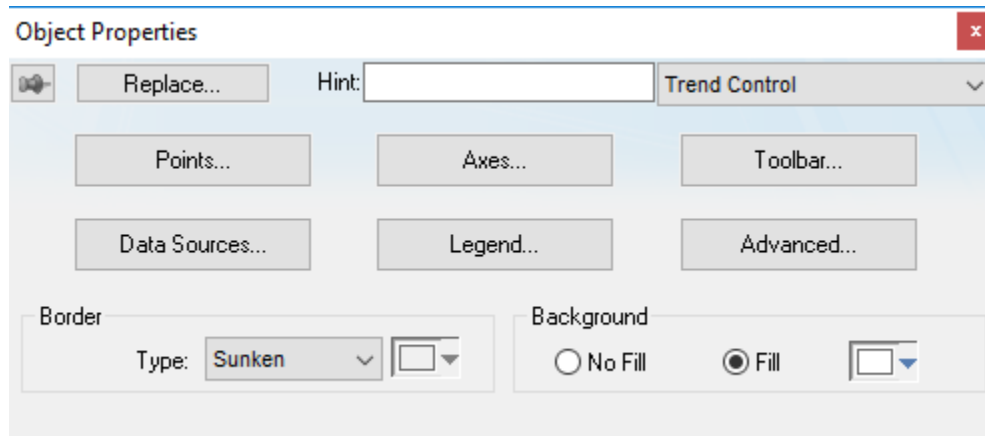 Object Properties x
Replace... Hint: Trend Control
Points... Axes... Toolbar...
Data Sources... Legend... Advanced...
Border Background
Type: Sunken No Fill Fill